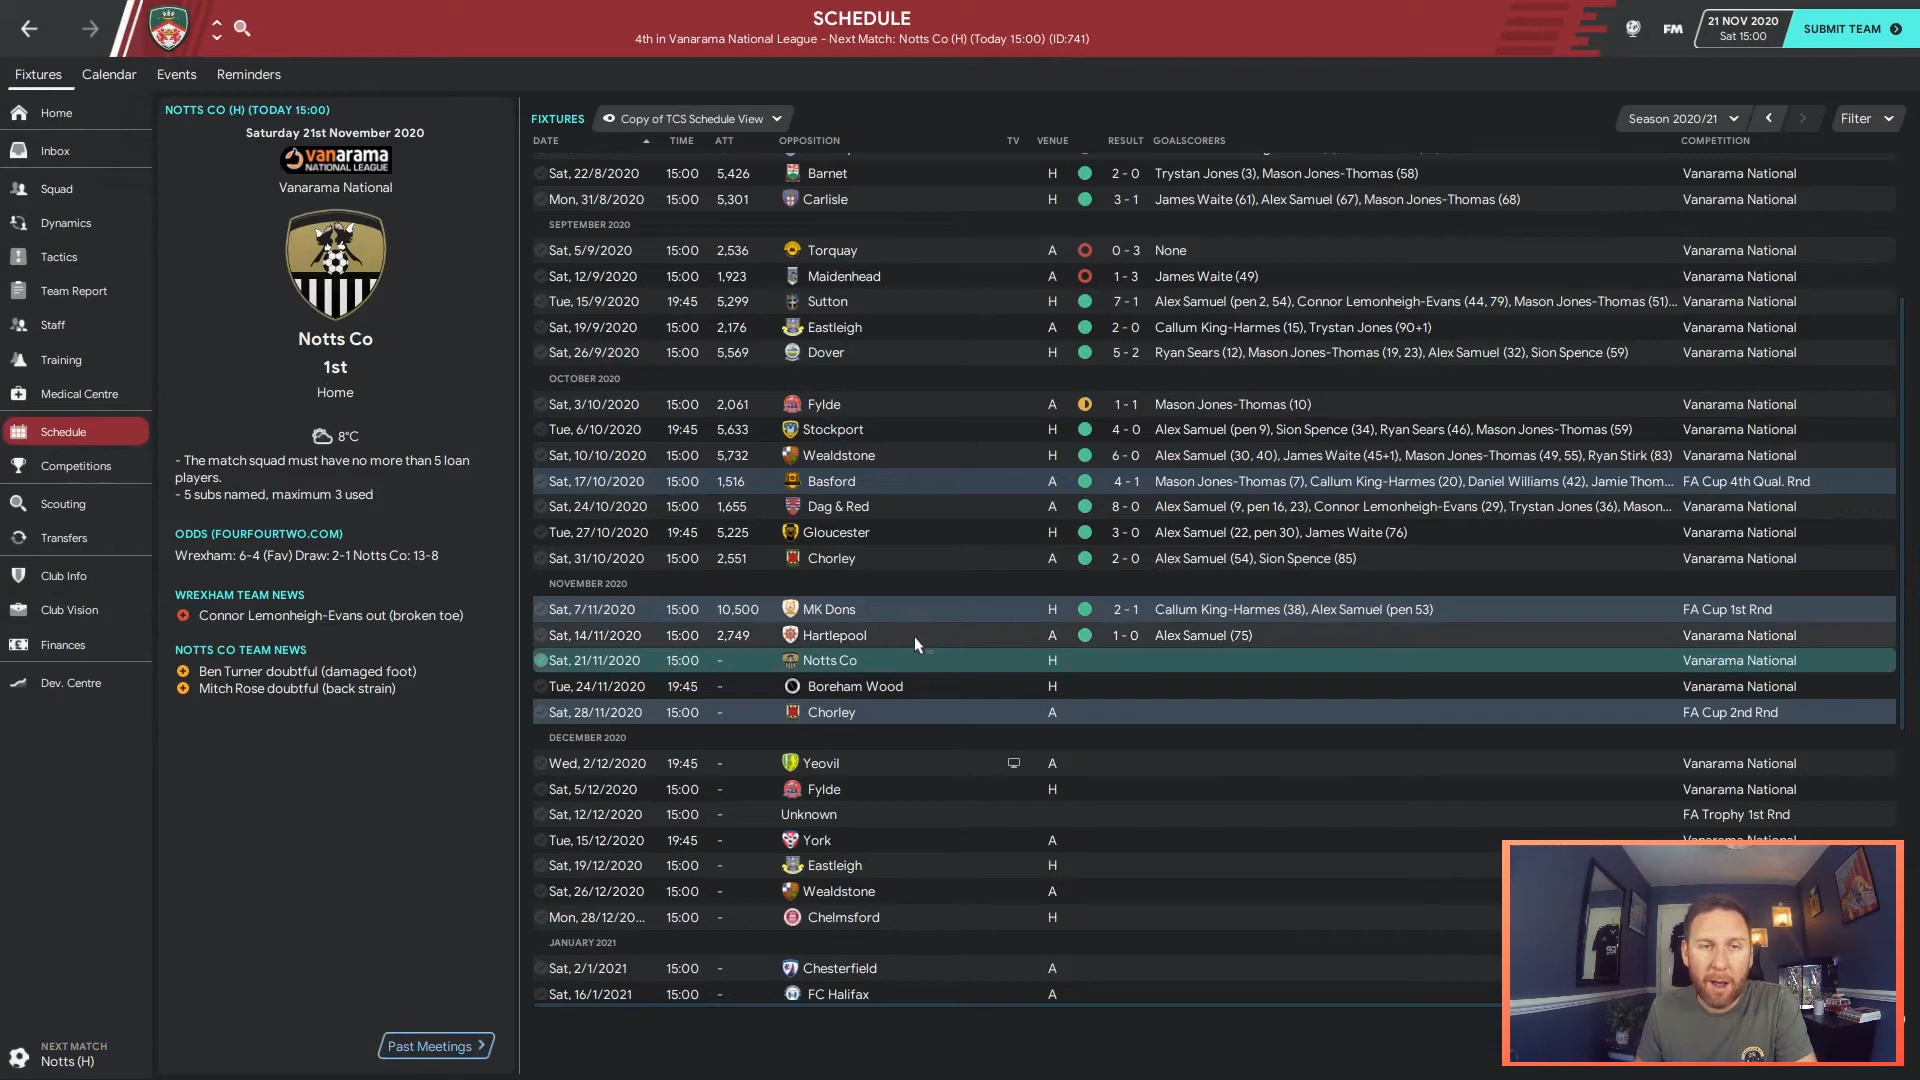 SCHEDULE
4th in Vanarama National League - Next Match: Notts Co (H) (Today 15:00) (ID:741)
FM
21 NOV 2020
Sat 15:00
SUBMIT TEAM
Fixtures Calendar Events Reminders
Home
Inbox
Squad
Dynamics
Tactics
Team Report
Staff
Training
Medical Centre
Schedule
Competitions
Scouting
Transfers
Club Info
Club Vision
Finances
Dev. Centre
NEXT MATCH
Notts (H)
NOTTS CO (H) (TODAY 15:00)
Saturday 21st November 2020
vanarama
NATIONAL LEAGUE
Vanarama National
Notts Co
1st
Home
8°C
- The match squad must have no more than 5 loan
players.
- 5 subs named, maximum 3 used
ODDS (FOURFOURTWO.COM)
Wrexham: 6-4 (Fav) Draw: 2-1 Notts Co: 13-8
WREXHAM TEAM NEWS
Connor Lemonheigh-Evans out (broken toe)
NOTTS CO TEAM NEWS
Ben Turner doubtful (damaged foot)
Mitch Rose doubtful (back strain)
Past Meetings
FIXTURES Copy of TCS Schedule View Season 2020/21 Filter
DATE TIME ATT OPPOSITION TV VENUE RESULT GOALSCORERS COMPETITION
Sat, 22/8/2020 15:00 5,426 Barnet H 2 - 0 Trystan Jones (3), Mason Jones-Thomas (58) Vanarama National
Mon, 31/8/2020 15:00 5,301 Carlisle H 3 - 1 James Waite (61), Alex Samuel (67), Mason Jones-Thomas (68) Vanarama National
SEPTEMBER 2020
Sat, 5/9/2020 15:00 2,536 Torquay A 0 - 3 None Vanarama National
Sat, 12/9/2020 15:00 1,923 Maidenhead A 1 - 3 James Waite (49) Vanarama National
Tue, 15/9/2020 19:45 5,299 Sutton H 7 - 1 Alex Samuel (pen 2, 54), Connor Lemonheigh-Evans (44, 79), Mason Jones-Thomas (51)... Vanarama National
Sat, 19/9/2020 15:00 2,176 Eastleigh A 2 - 0 Callum King-Harmes (15), Trystan Jones (90+1) Vanarama National
Sat, 26/9/2020 15:00 5,569 Dover H 5 - 2 Ryan Sears (12), Mason Jones-Thomas (19, 23), Alex Samuel (32), Sion Spence (59) Vanarama National
OCTOBER 2020
Sat, 3/10/2020 15:00 2,061 Fylde A 1 - 1 Mason Jones-Thomas (10) Vanarama National
Tue, 6/10/2020 19:45 5,633 Stockport H 4 - 0 Alex Samuel (pen 9), Sion Spence (34), Ryan Sears (46), Mason Jones-Thomas (59) Vanarama National
Sat, 10/10/2020 15:00 5,732 Wealdstone H 6 - 0 Alex Samuel (30, 40), James Waite (45+1), Mason Jones-Thomas (49, 55), Ryan Stirk (83) Vanarama National
Sat, 17/10/2020 15:00 1,516 Basford A 4 - 1 Mason Jones-Thomas (7), Callum King-Harmes (20), Daniel Williams (42), Jamie Thom... FA Cup 4th Qual. Rnd
Sat, 24/10/2020 15:00 1,655 Dag & Red A 8 - 0 Alex Samuel (9, pen 16, 23), Connor Lemonheigh-Evans (29), Trystan Jones (36), Mason... Vanarama National
Tue, 27/10/2020 19:45 5,225 Gloucester H 3 - 0 Alex Samuel (22, pen 30), James Waite (76) Vanarama National
Sat, 31/10/2020 15:00 2,551 Chorley A 2 - 0 Alex Samuel (54), Sion Spence (85) Vanarama National
NOVEMBER 2020
Sat, 7/11/2020 15:00 10,500 MK Dons H 2 - 1 Callum King-Harmes (38), Alex Samuel (pen 53) FA Cup 1st Rnd
Sat, 14/11/2020 15:00 2,749 Hartlepool A 1 - 0 Alex Samuel (75) Vanarama National
Sat, 21/11/2020 15:00 - Notts Co H Vanarama National
Tue, 24/11/2020 19:45 - Boreham Wood H Vanarama National
Sat, 28/11/2020 15:00 - Chorley A FA Cup 2nd Rnd
DECEMBER 2020
Wed, 2/12/2020 19:45 - Yeovil A Vanarama National
Sat, 5/12/2020 15:00 - Fylde H Vanarama National
Sat, 12/12/2020 15:00 - Unknown FA Trophy 1st Rnd
Tue, 15/12/2020 19:45 - York A Vanarama National
Sat, 19/12/2020 15:00 - Eastleigh H
Sat, 26/12/2020 15:00 - Wealdstone A
Mon, 28/12/20... 15:00 - Chelmsford H
JANUARY 2021
Sat, 2/1/2021 15:00 - Chesterfield A
Sat, 16/1/2021 15:00 - FC Halifax A